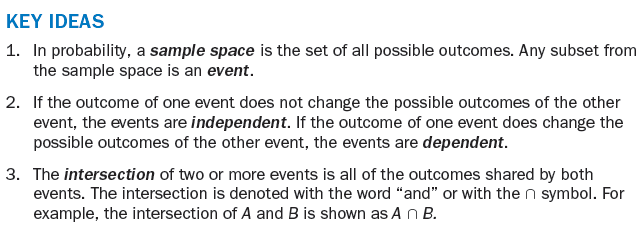 KEY IDEAS
1. In probability, a sample space is the set of all possible outcomes. Any subset from
the sample space is an event.
2. If the outcome of one event does not change the possible outcomes of the other
event, the events are independent. If the outcome of one event does change the
possible outcomes of the other event, the events are dependent.
3. The intersection of two or more events is all of the outcomes shared by both
events. The intersection is denoted with the word “and” or with the ∩ symbol. For
example, the intersection of A and B is shown as A ∩ B.